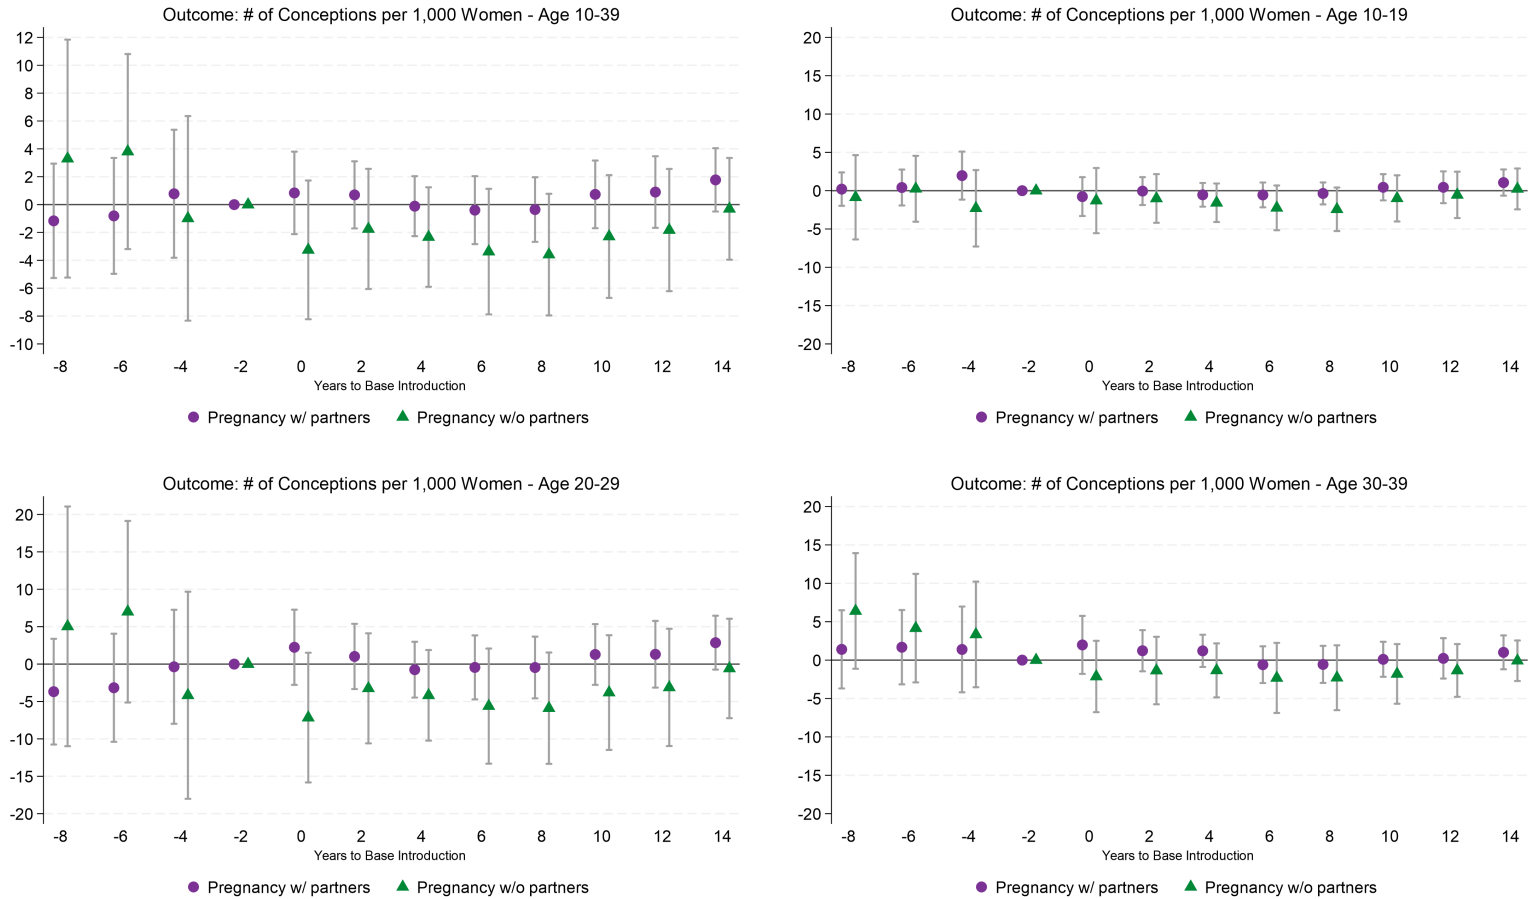 Outcome: # of Conceptions per 1,000 Women - Age 10-39
12
10
8
6
4
2
0
-2
-4
-6
-8
-10
-8 -6 -4 -2 0 2 4 6 8 10 12 14
Years to Base Introduction
Pregnancy w/ partners Pregnancy w/o partners
Outcome: # of Conceptions per 1,000 Women - Age 10-19
20
15
10
5
0
-5
-10
-15
-20
-8 -6 -4 -2 0 2 4 6 8 10 12 14
Years to Base Introduction
Pregnancy w/ partners Pregnancy w/o partners
Outcome: # of Conceptions per 1,000 Women - Age 20-29
20
15
10
5
0
-5
-10
-15
-20
-8 -6 -4 -2 0 2 4 6 8 10 12 14
Years to Base Introduction
Pregnancy w/ partners Pregnancy w/o partners
Outcome: # of Conceptions per 1,000 Women - Age 30-39
20
15
10
5
0
-5
-10
-15
-20
-8 -6 -4 -2 0 2 4 6 8 10 12 14
Years to Base Introduction
Pregnancy w/ partners Pregnancy w/o partners